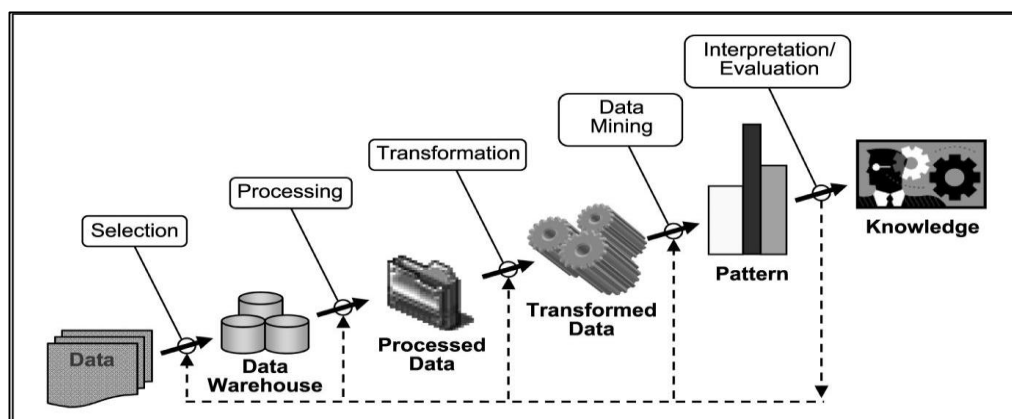 Interpretation/
Evaluation
Data
Mining
Transformation
Processing
Selection
Knowledge
Pattern
Transformed
Data
Processed
Data
Data
Warehouse
Data